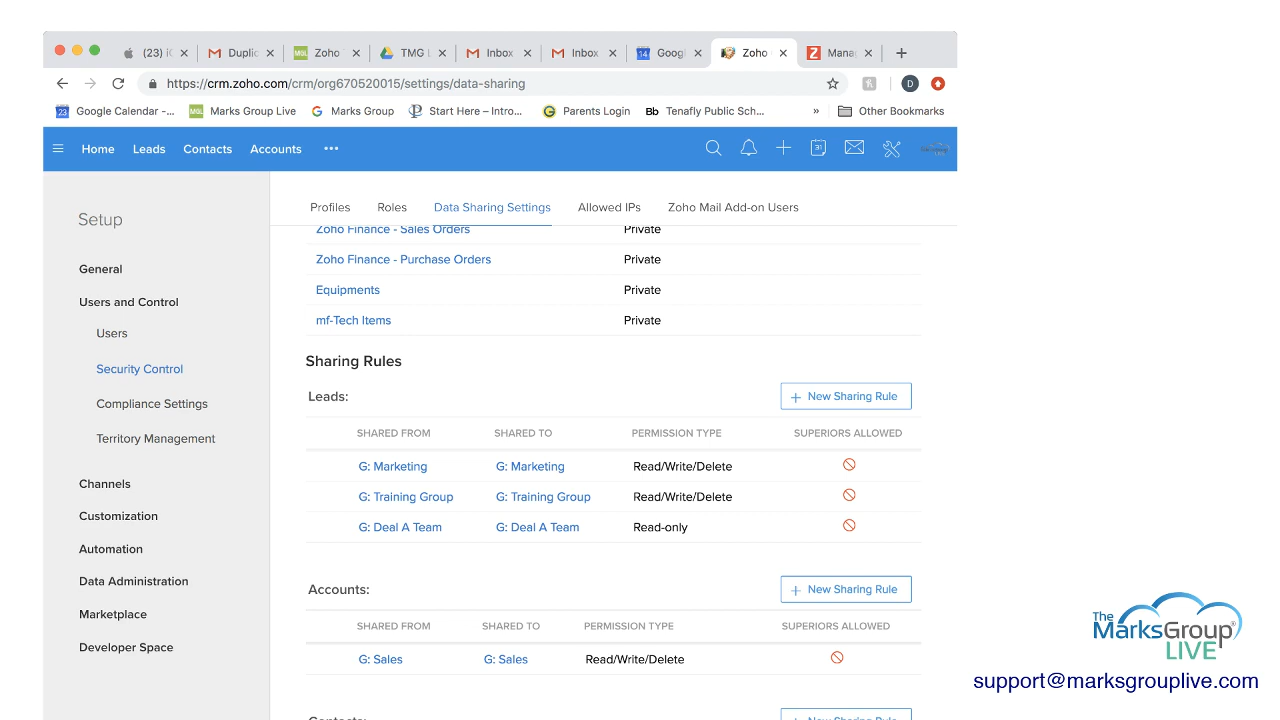 (23) iC
Duplic
Zoho
TMG L
Inbox
Inbox
Googl
Zoho
Manag
https://crm.zoho.com/crm/org670520015/settings/data-sharing
D
Google Calendar -...
Marks Group Live
Marks Group
Start Here – Intro...
Parents Login
Bb Tenafly Public Sch...
»
Other Bookmarks
Home
Leads
Contacts
Accounts
•••
Setup
General
Users and Control
Users
Security Control
Compliance Settings
Territory Management
Channels
Customization
Automation
Data Administration
Marketplace
Developer Space
Profiles
Roles
Data Sharing Settings
Allowed IPs
Zoho Mail Add-on Users
Zoho Finance - Sales Orders Private
Zoho Finance - Purchase Orders Private
Equipments Private
mf-Tech Items Private
Sharing Rules
Leads:
+ New Sharing Rule
SHARED FROM SHARED TO PERMISSION TYPE SUPERIORS ALLOWED
G: Marketing G: Marketing Read/Write/Delete
G: Training Group G: Training Group Read/Write/Delete
G: Deal A Team G: Deal A Team Read-only
Accounts:
+ New Sharing Rule
SHARED FROM SHARED TO PERMISSION TYPE SUPERIORS ALLOWED
G: Sales G: Sales Read/Write/Delete
Contacts:
+ New Sharing Rule
The
MarksGroup®
LIVE
support@marksgrouplive.com